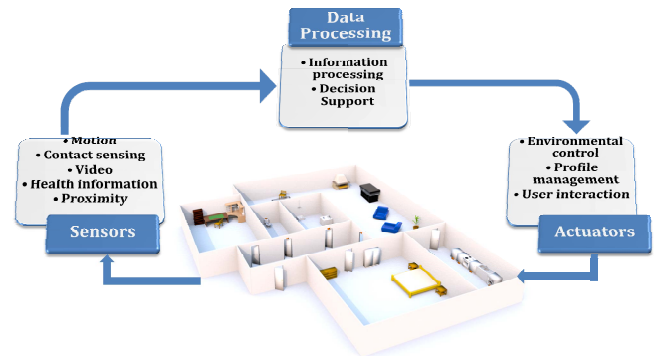 Data
Processing
• Information
processing
• Decision
Support
• Motion
• Contact sensing
• Video
• Health information
• Proximity
Sensors
• Environmental
control
• Profile
management
• User interaction
Actuators